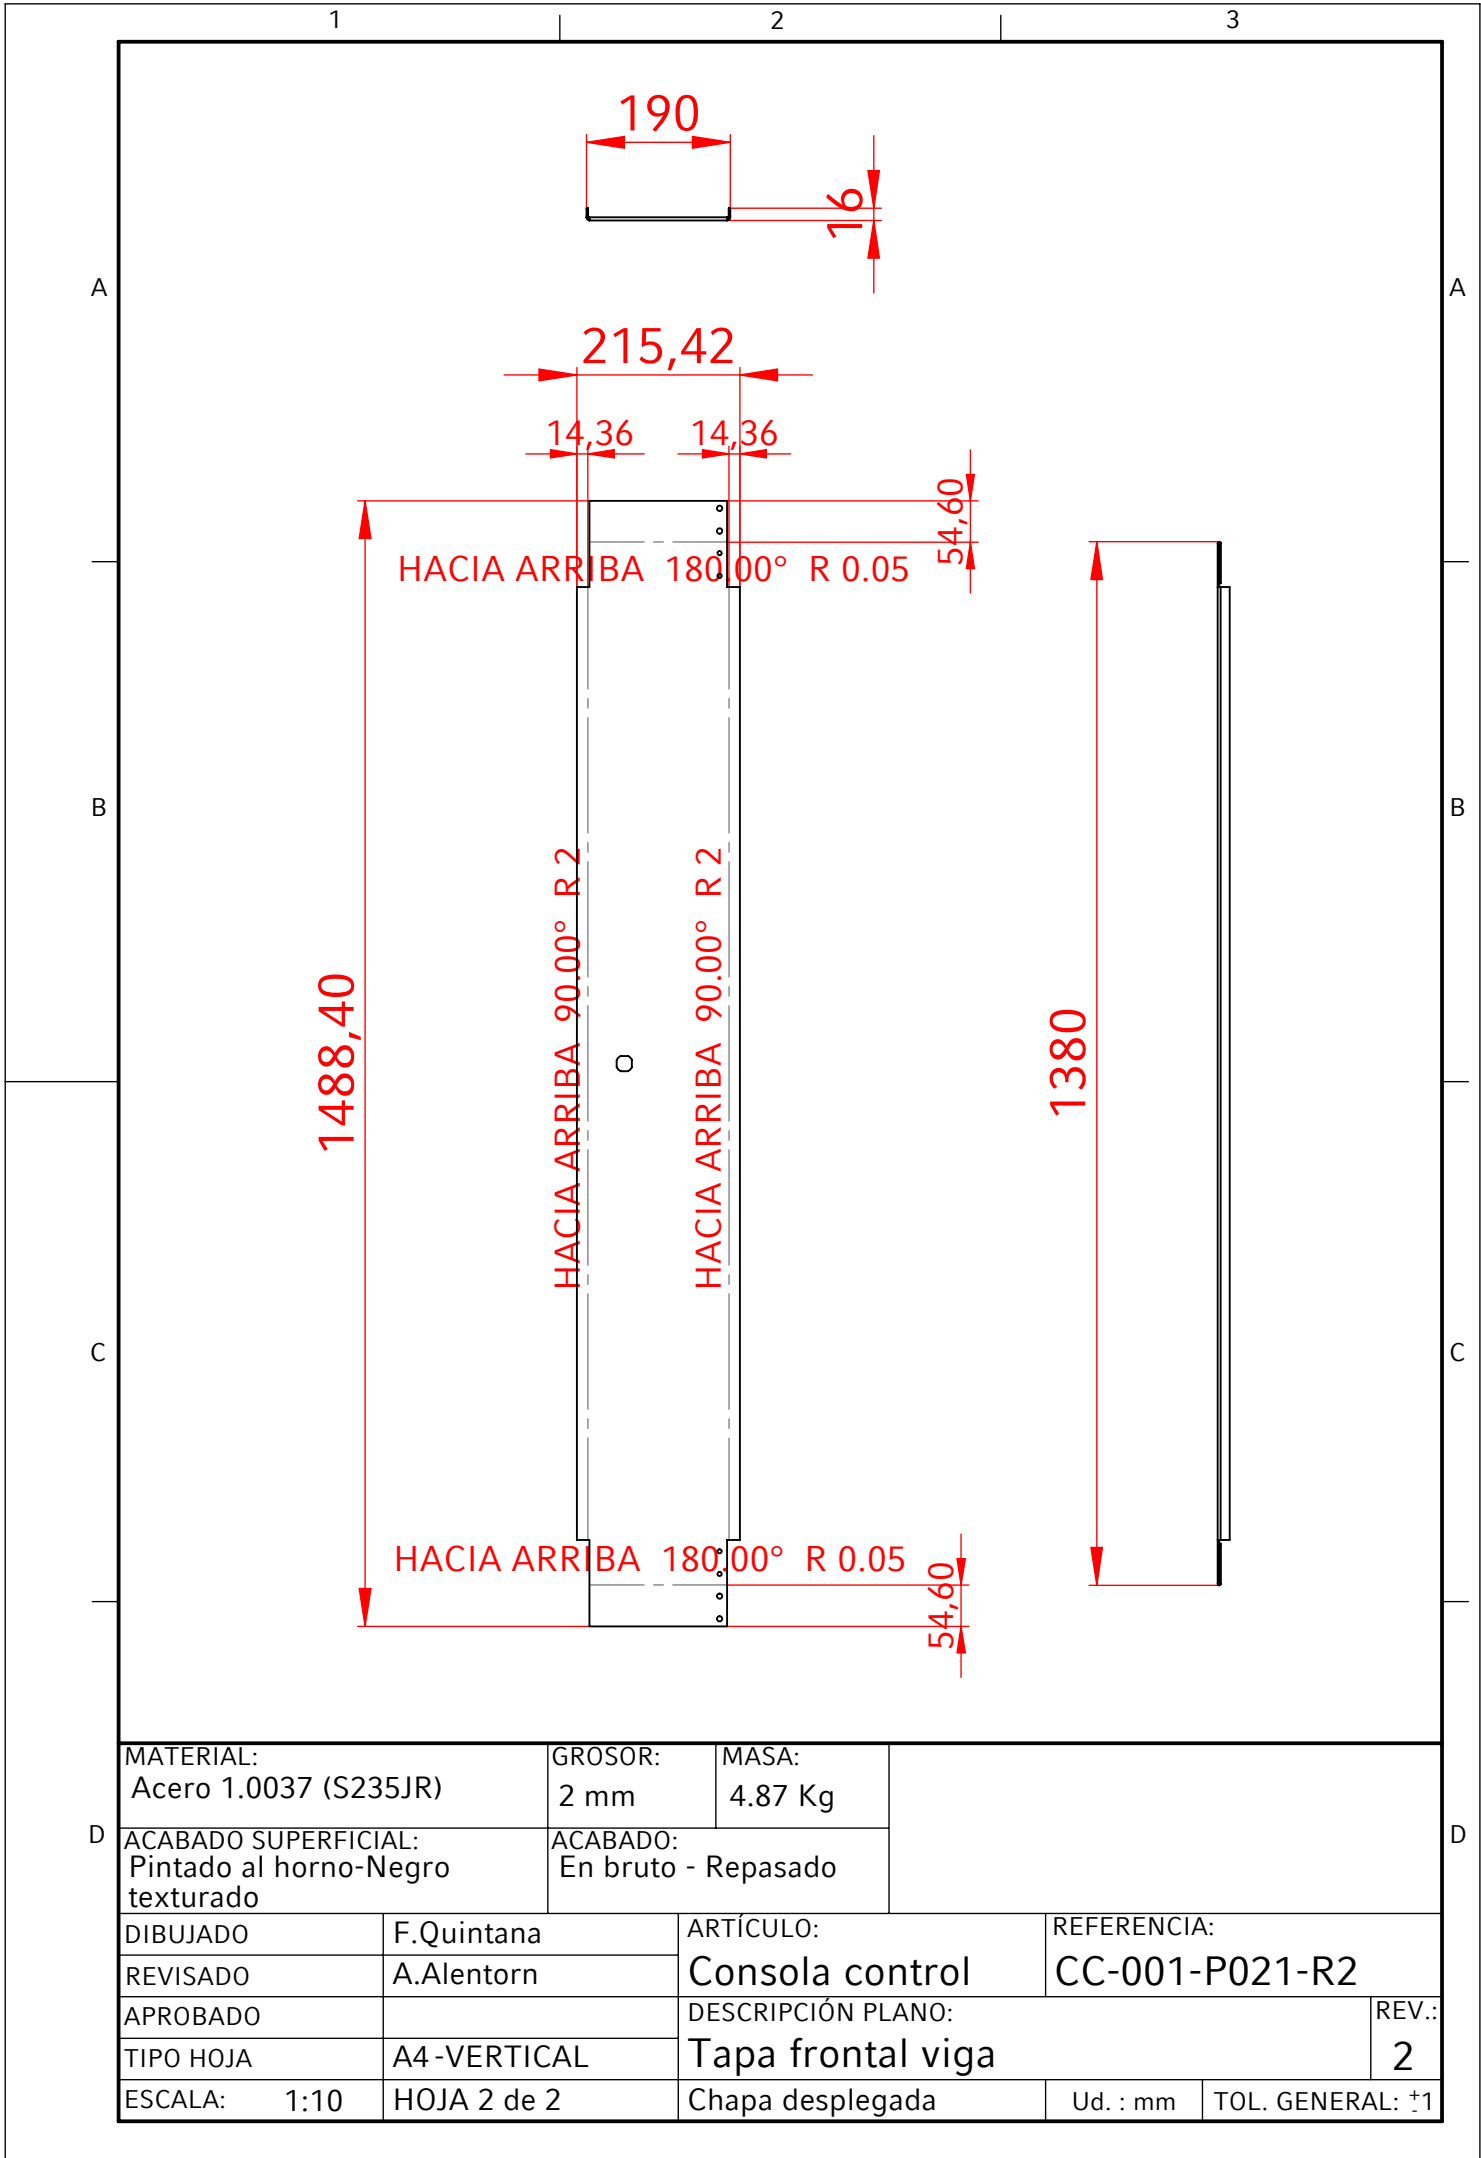 1 2 3
190
16
A A
215,42
14,36 14,36
54,60
HACIA ARRIBA 180.00° R 0.05
B B
HACIA ARRIBA 90.00° R 2
HACIA ARRIBA 90.00° R 2
1488,40
1380
C C
HACIA ARRIBA 180.00° R 0.05
54,60
MATERIAL: GROSOR: MASA:
Acero 1.0037 (S235JR) 2 mm 4.87 Kg
D D
ACABADO SUPERFICIAL: ACABADO:
Pintado al horno-Negro En bruto - Repasado
texturado
DIBUJADO F.Quintana ARTÍCULO: REFERENCIA:
REVISADO A.Alentorn Consola control CC-001-P021-R2
APROBADO DESCRIPCIÓN PLANO: REV.:
TIPO HOJA A4-VERTICAL Tapa frontal viga 2
ESCALA: 1:10 HOJA 2 de 2 Chapa desplegada Ud. : mm TOL. GENERAL: ±1